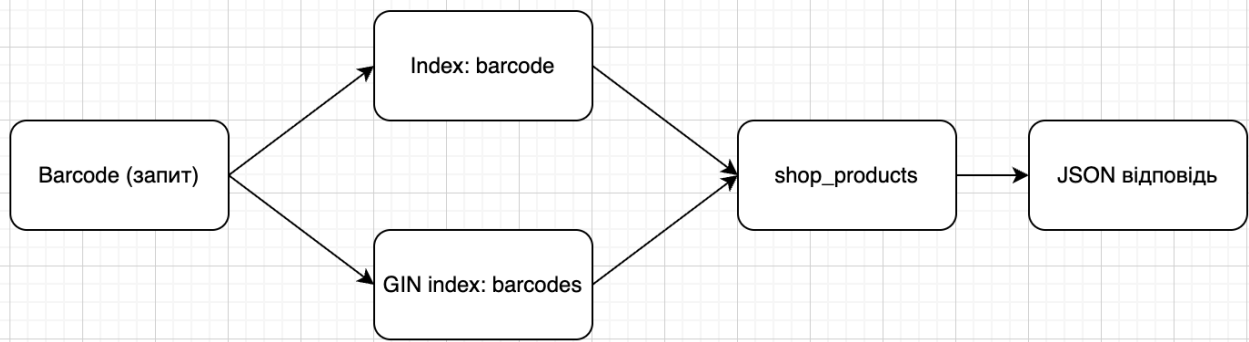 Index: barcode
Barcode (запит)
shop_products
JSON відповідь
GIN index: barcodes